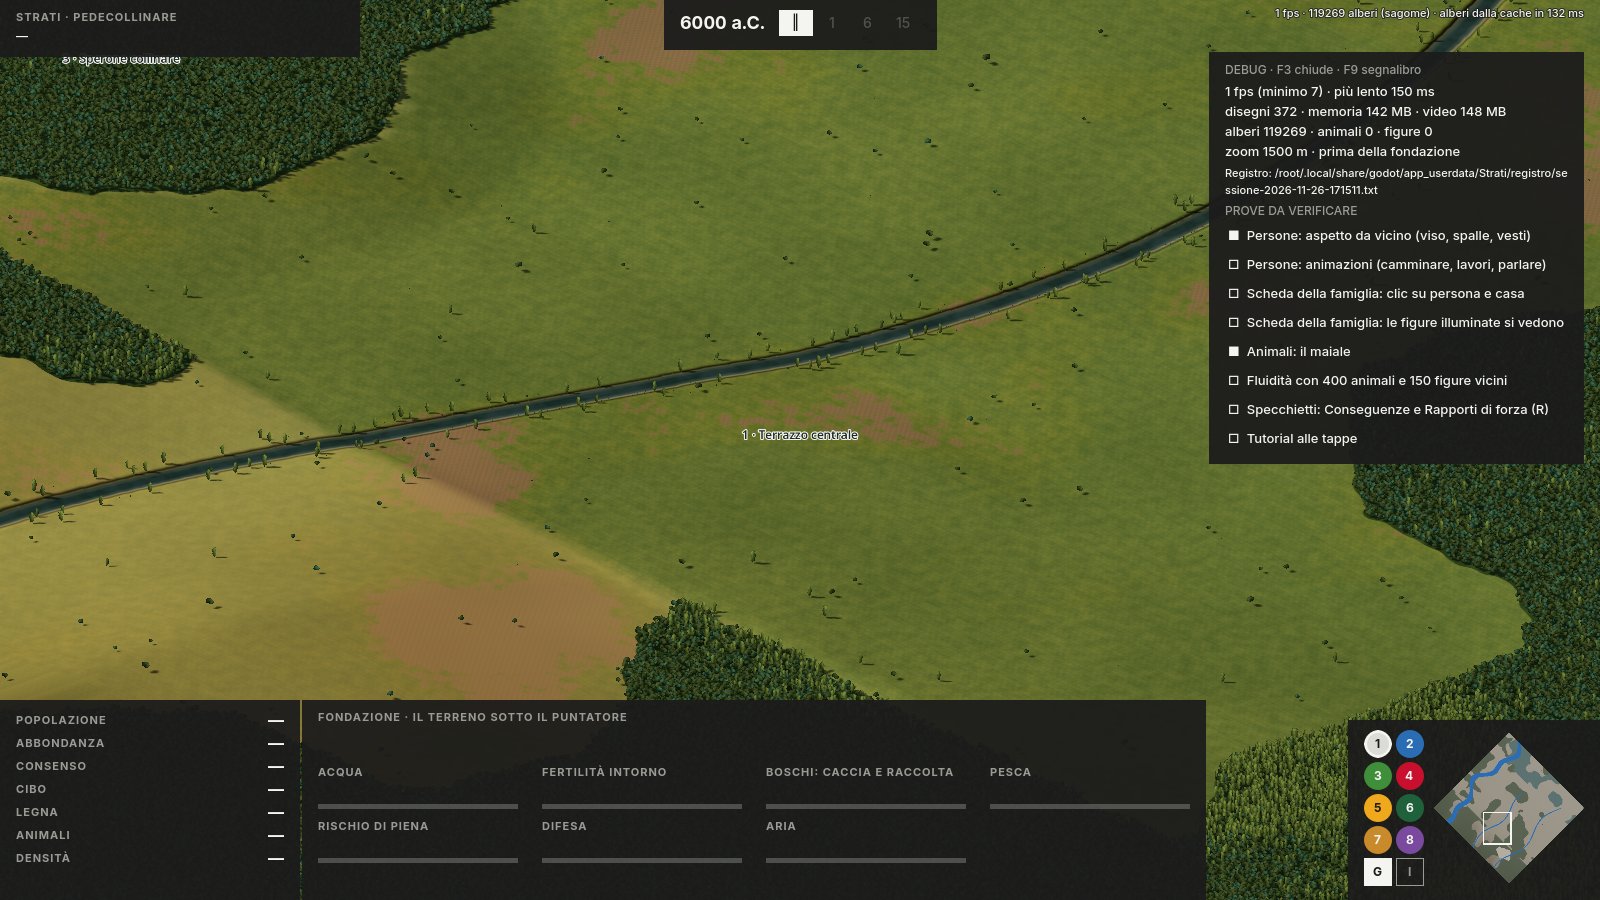 STRATI · PEDECOLLINARE
—
3 · Sperone collinare
6000 a.C. ‖ 1 6 15
1 fps · 119269 alberi (sagome) · alberi dalla cache in 132 ms
DEBUG · F3 chiude · F9 segnalibro
1 fps (minimo 7) · più lento 150 ms
disegni 372 · memoria 142 MB · video 148 MB
alberi 119269 · animali 0 · figure 0
zoom 1500 m · prima della fondazione
Registro: /root/.local/share/godot/app_userdata/Strati/registro/se
ssione-2026-11-26-171511.txt
PROVE DA VERIFICARE
Persone: aspetto da vicino (viso, spalle, vesti)
Persone: animazioni (camminare, lavori, parlare)
Scheda della famiglia: clic su persona e casa
Scheda della famiglia: le figure illuminate si vedono
Animali: il maiale
Fluidità con 400 animali e 150 figure vicini
Specchietti: Conseguenze e Rapporti di forza (R)
Tutorial alle tappe
1 · Terrazzo centrale
POPOLAZIONE —
ABBONDANZA —
CONSENSO —
CIBO —
LEGNA —
ANIMALI —
DENSITÀ —
FONDAZIONE · IL TERRENO SOTTO IL PUNTATORE
ACQUA FERTILITÀ INTORNO BOSCHI: CACCIA E RACCOLTA PESCA
RISCHIO DI PIENA DIFESA ARIA
1 2
3 4
5 6
7 8
G I